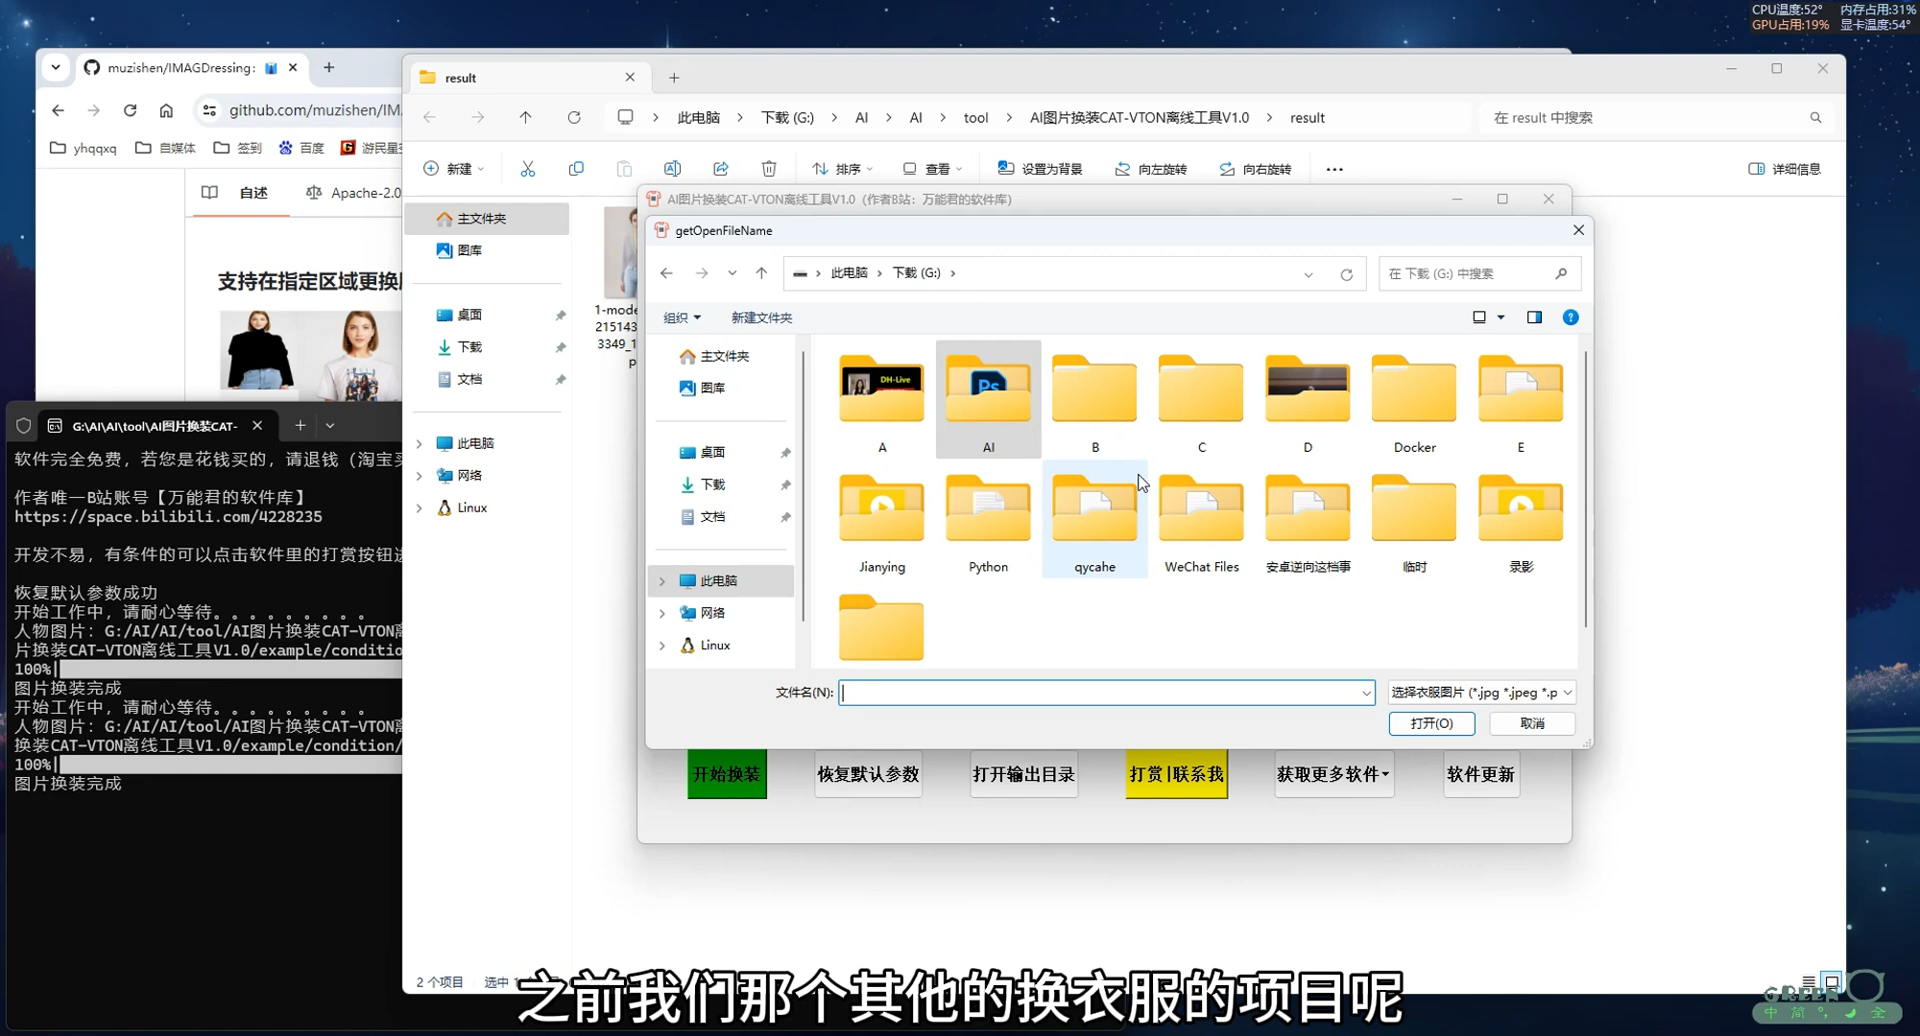 CPU温度:52° 内存占用:31%
GPU占用:19% 显卡温度:54°
muzishen/IMAGDressing:
github.com/muzishen/IM
yhqqxq 自媒体 签到 百度 游民星
自述 Apache-2.0
支持在指定区域更换
G:\AI\AI\tool\AI图片换装CAT-
软件完全免费，若您是花钱买的，请退钱（淘宝
作者唯一B站账号【万能君的软件库】
https://space.bilibili.com/4228235
开发不易，有条件的可以点击软件里的打赏按钮
恢复默认参数成功
开始工作中，请耐心等待。。。。。。。。。
人物图片：G:/AI/AI/tool/AI图片换装CAT-VTON离
片换装CAT-VTON离线工具V1.0/example/conditio
100%|
图片换装完成
开始工作中，请耐心等待。。。。。。。。。
人物图片：G:/AI/AI/tool/AI图片换装CAT-VTON离
换装CAT-VTON离线工具V1.0/example/condition/
100%|
图片换装完成
result
此电脑 > 下载 (G:) > AI > AI > tool > AI图片换装CAT-VTON离线工具V1.0 > result
在 result 中搜索
新建 排序 查看 设置为背景 向左旋转 向右旋转 ... 详细信息
主文件夹
图库
桌面
下载
文档
此电脑
网络
Linux
1-mode
215143
3349_1
p
2 个项目 选中 1
AI图片换装CAT-VTON离线工具V1.0（作者B站：万能君的软件库）
getOpenFileName
此电脑 > 下载 (G:) >
在 下载 (G:) 中搜索
组织 新建文件夹
主文件夹
图库
桌面
下载
文档
此电脑
网络
Linux
DH-Live Ps
A AI B C D Docker E
Jianying Python qycahe WeChat Files 安卓逆向这档事 临时 录影
文件名(N): 选择衣服图片 (*.jpg *.jpeg *.p
打开(O) 取消
开始换装 恢复默认参数 打开输出目录 打赏|联系我 获取更多软件 软件更新
之前我们那个其他的换衣服的项目呢
GREEN
中 简 °, 全